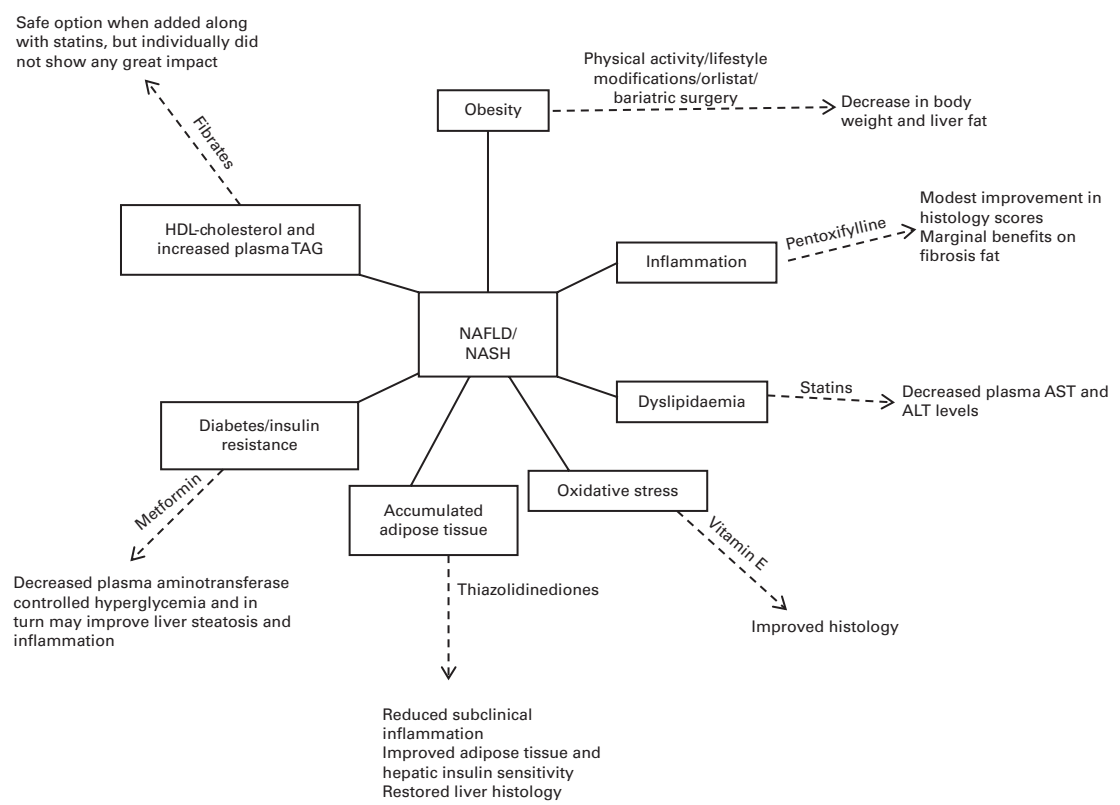 Safe option when added along
with statins, but individually did
not show any great impact
Fibrates
HDL-cholesterol and
increased plasma TAG
Obesity
Physical activity/lifestyle
modifications/orlistat/
bariatric surgery
Decrease in body
weight and liver fat
Inflammation
Pentoxifylline
Modest improvement in
histology scores
Marginal benefits on
fibrosis fat
NAFLD/
NASH
Dyslipidaemia
Statins
Decreased plasma AST and
ALT levels
Diabetes/insulin
resistance
Metformin
Decreased plasma aminotransferase
controlled hyperglycemia and in
turn may improve liver steatosis and
inflammation
Accumulated
adipose tissue
Thiazolidinediones
Reduced subclinical
inflammation
Improved adipose tissue and
hepatic insulin sensitivity
Restored liver histology
Oxidative stress
Vitamin E
Improved histology